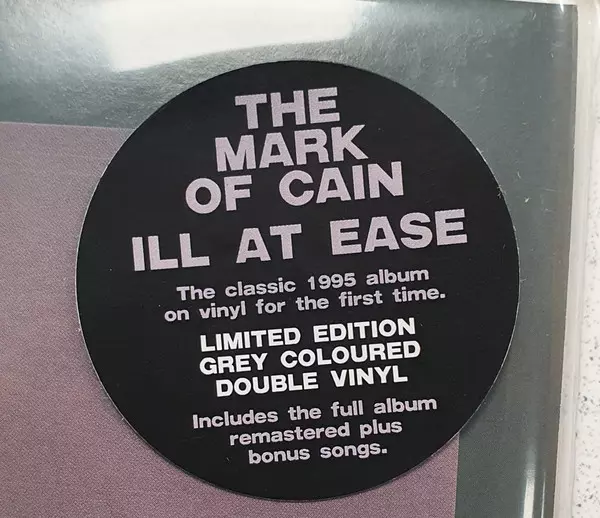 THE
MARK
OF CAIN
ILL AT EASE
The classic 1995 album
on vinyl for the first time.
LIMITED EDITION
GREY COLOURED
DOUBLE VINYL
Includes the full album
remastered plus
bonus songs.